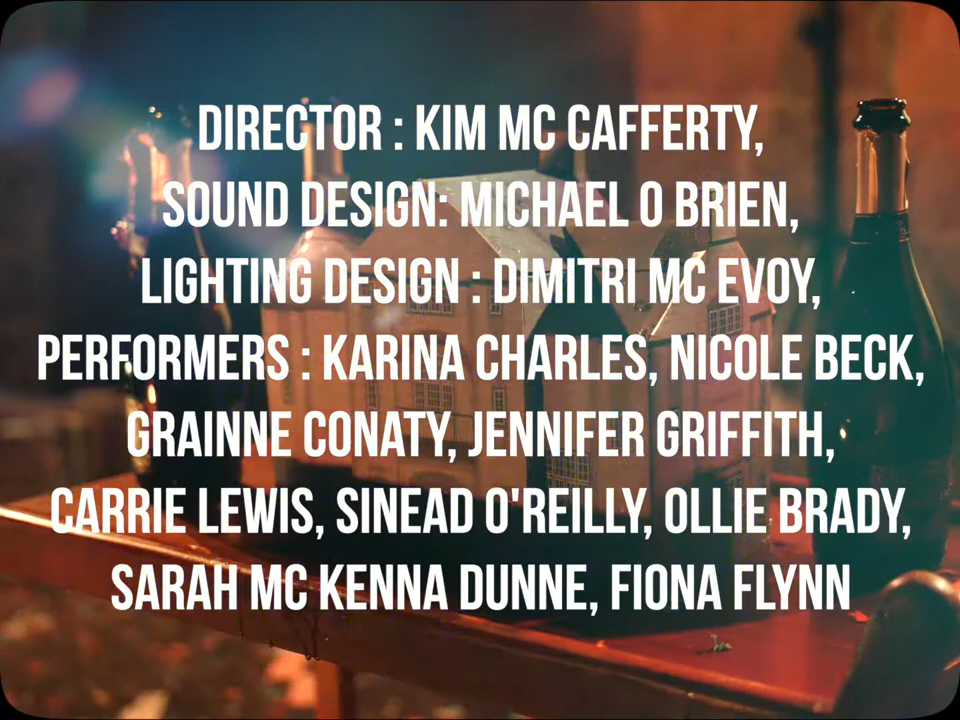 DIRECTOR : KIM MC CAFFERTY,
SOUND DESIGN: MICHAEL O BRIEN,
LIGHTING DESIGN : DIMITRI MC EVOY,
PERFORMERS : KARINA CHARLES, NICOLE BECK,
GRAINNE CONATY, JENNIFER GRIFFITH,
CARRIE LEWIS, SINEAD O'REILLY, OLLIE BRADY,
SARAH MC KENNA DUNNE, FIONA FLYNN